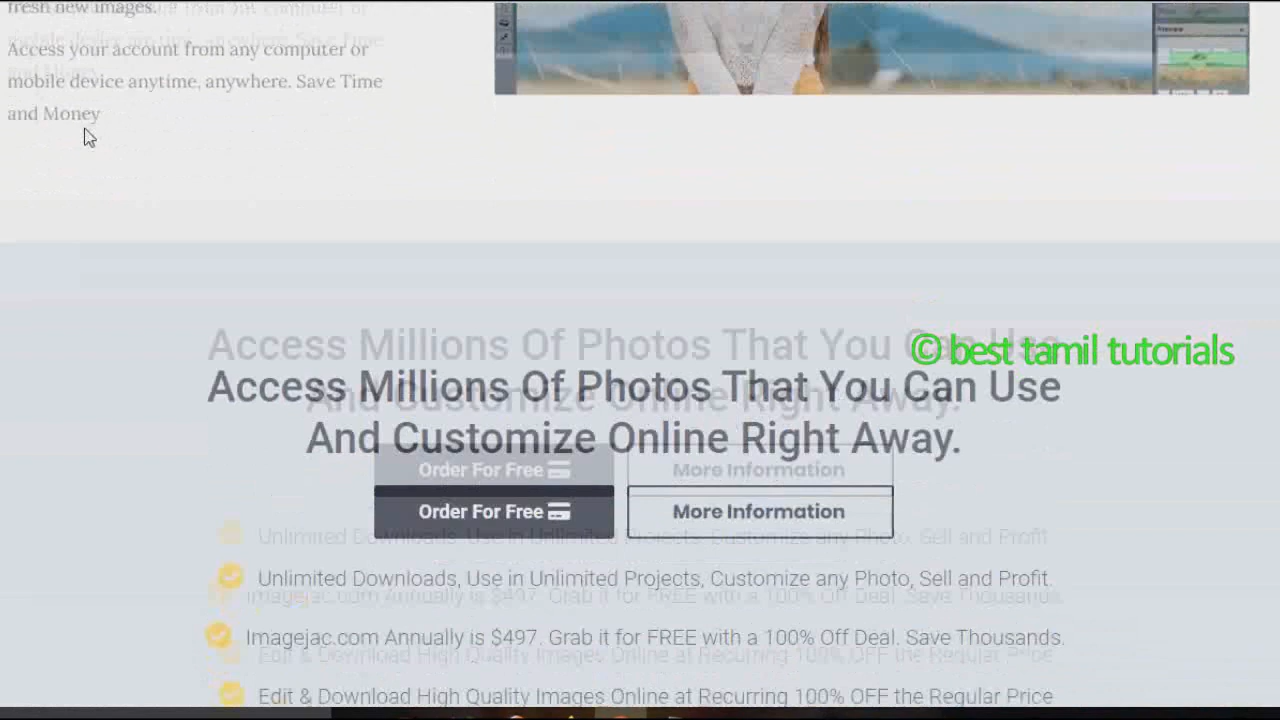 fresh new images.
Access your account from any computer or
mobile device anytime, anywhere. Save Time
and Money
© best tamil tutorials
Access Millions Of Photos That You Can Use
And Customize Online Right Away.
Order For Free
More Information
Unlimited Downloads, Use in Unlimited Projects, Customize any Photo, Sell and Profit.
Imagejac.com Annually is $497. Grab it for FREE with a 100% Off Deal. Save Thousands.
Edit & Download High Quality Images Online at Recurring 100% OFF the Regular Price